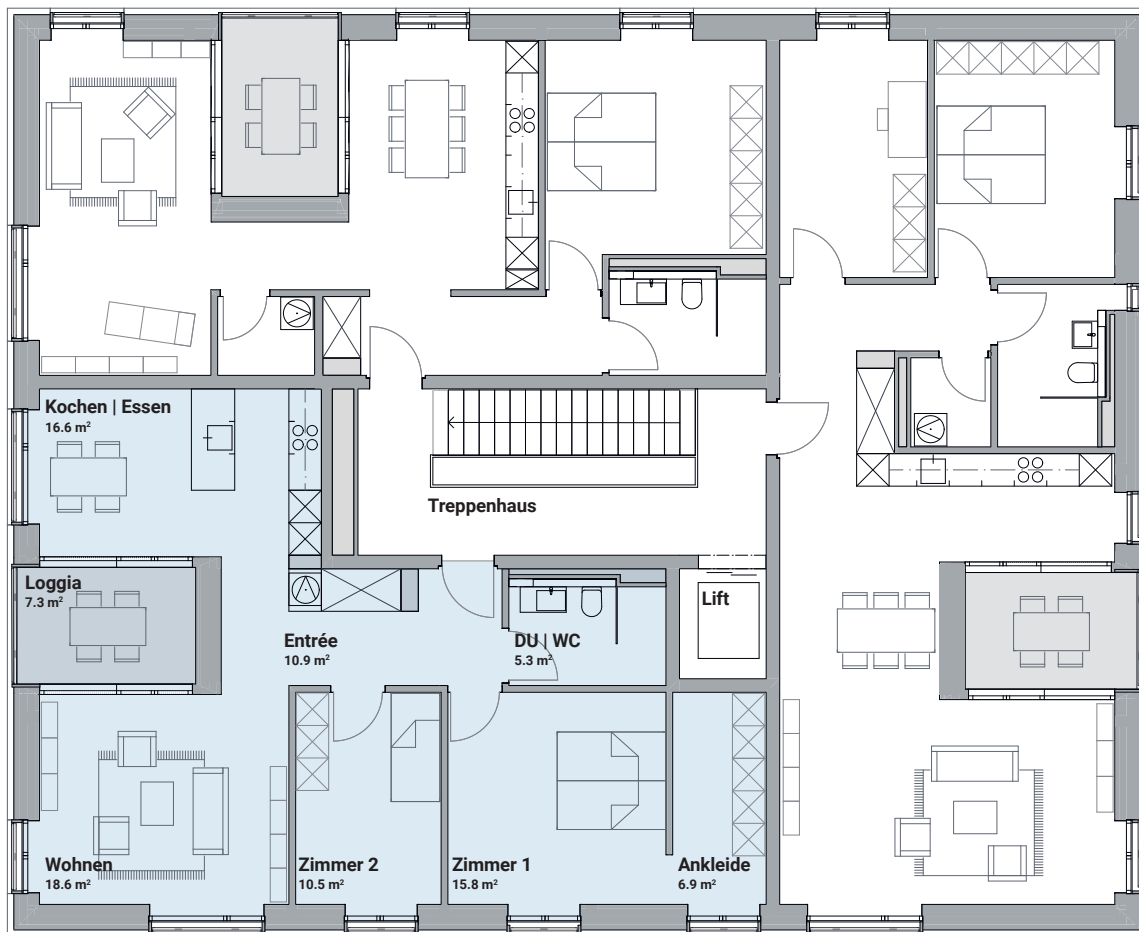 Kochen | Essen
16.6 m²
Treppenhaus
Loggia
7.3 m²
Lift
Entrée
10.9 m²
DU | WC
5.3 m²
Wohnen
18.6 m²
Zimmer 2
10.5 m²
Zimmer 1
15.8 m²
Ankleide
6.9 m²